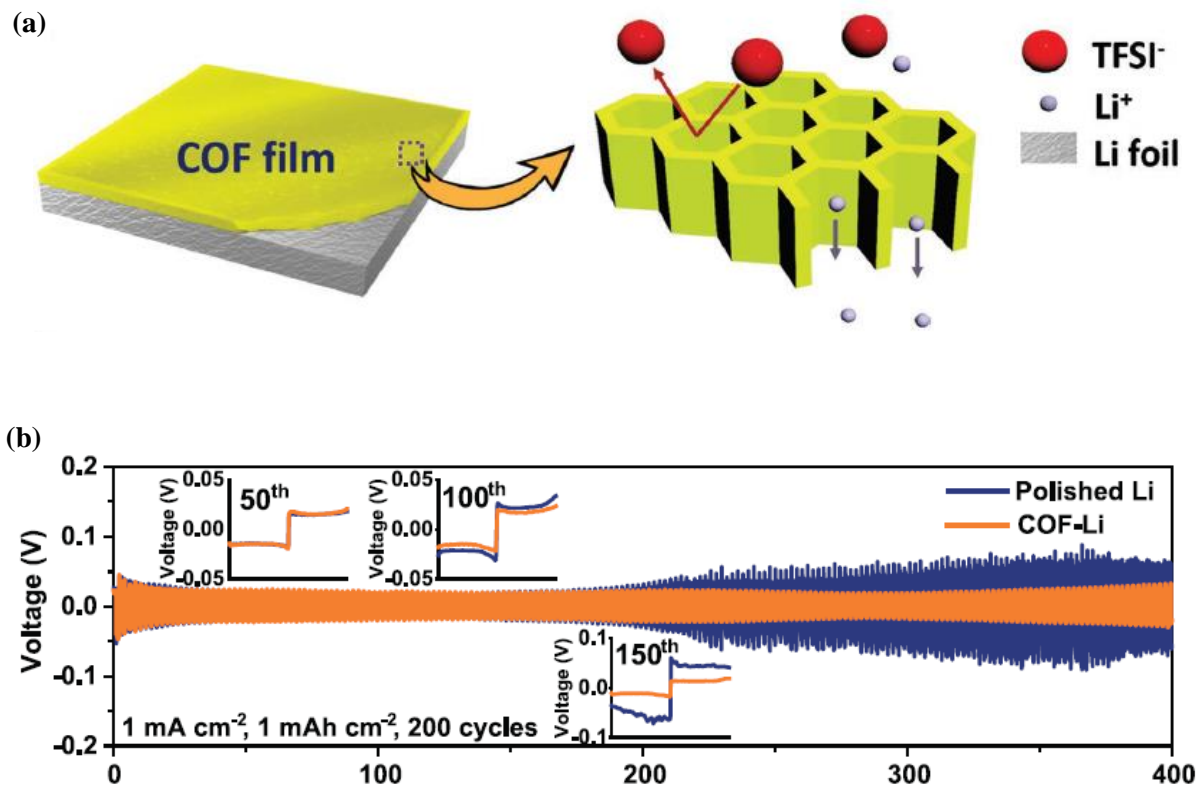 (a)
COF film
TFSI⁻
Li⁺
Li foil
(b)
Voltage (V)
0.2
0.1
0.0
-0.1
-0.2
0
100
200
300
400
Voltage (V)
0.05
0.00
-0.05
50th
Voltage (V)
0.05
0.00
-0.05
100th
Polished Li
COF-Li
Voltage (V)
0.1
0.0
-0.1
150th
1 mA cm⁻², 1 mAh cm⁻², 200 cycles